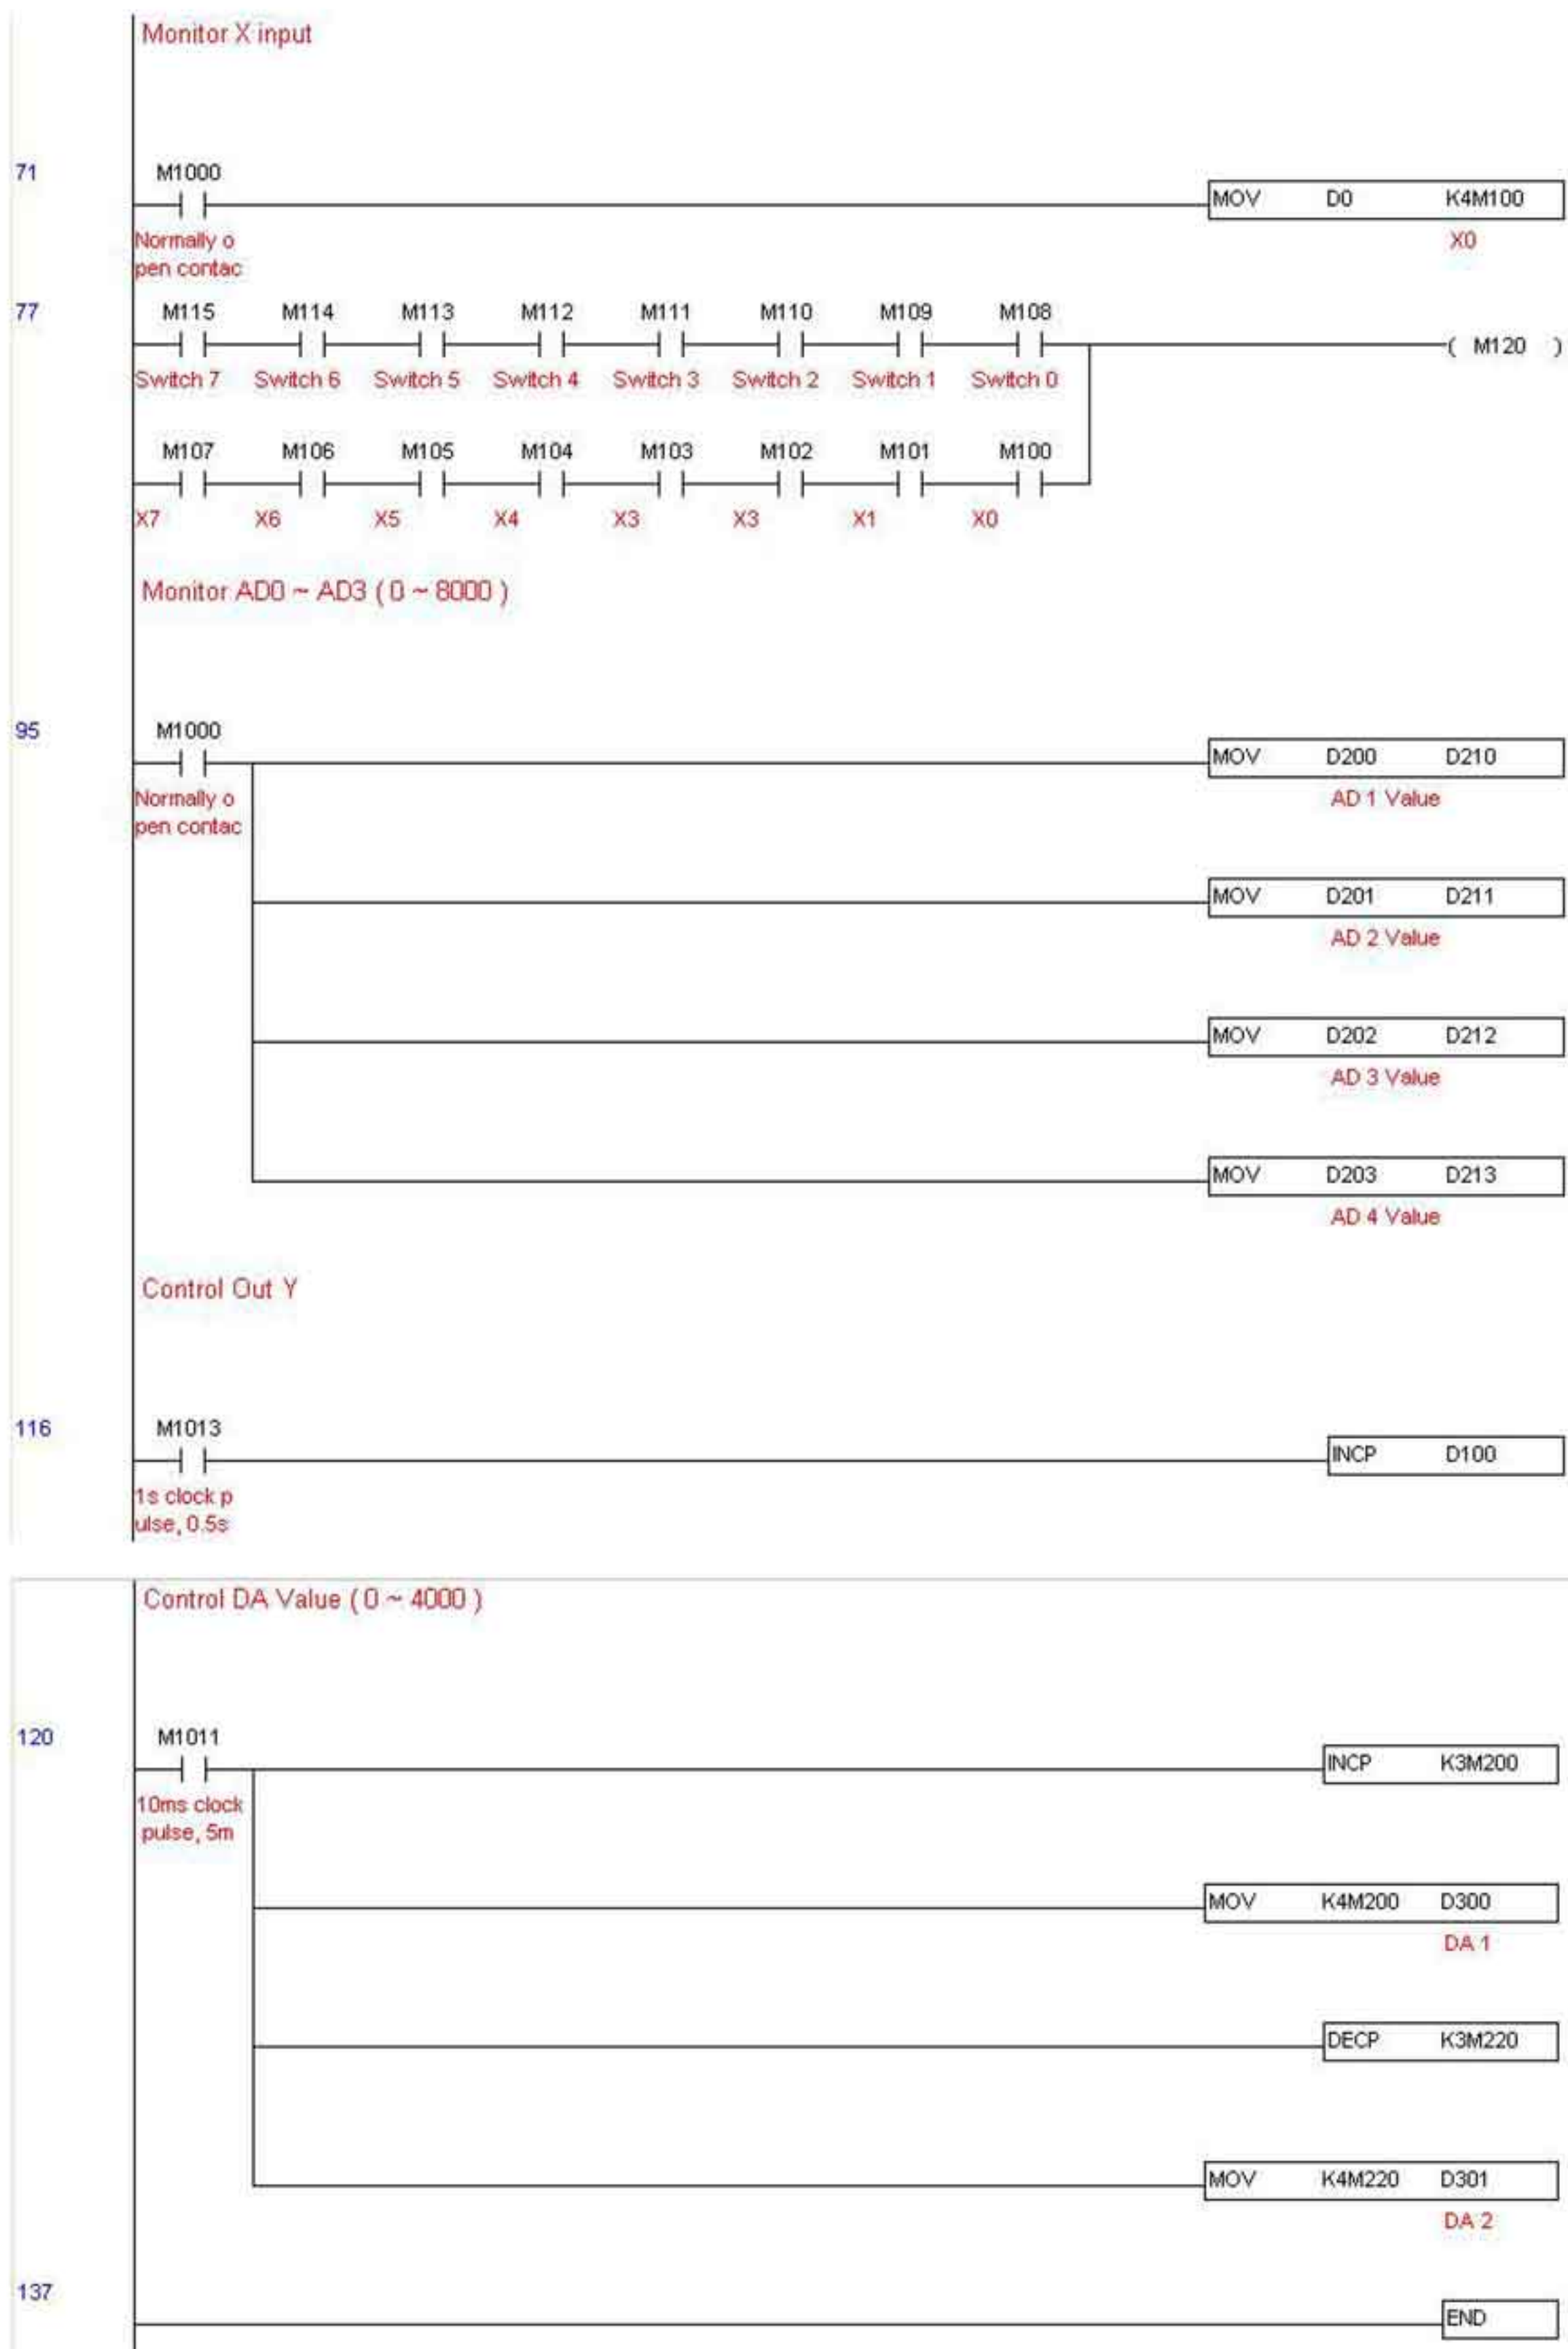 Monitor X input
71
M1000
MOV D0 K4M100
Normally o
pen contac
X0
77
M115 M114 M113 M112 M111 M110 M109 M108
( M120 )
Switch 7 Switch 6 Switch 5 Switch 4 Switch 3 Switch 2 Switch 1 Switch 0
M107 M106 M105 M104 M103 M102 M101 M100
X7 X6 X5 X4 X3 X3 X1 X0
Monitor AD0 ~ AD3 ( 0 ~ 8000 )
95
M1000
MOV D200 D210
Normally o
pen contac
AD 1 Value
MOV D201 D211
AD 2 Value
MOV D202 D212
AD 3 Value
MOV D203 D213
AD 4 Value
Control Out Y
116
M1013
INCP D100
1s clock p
ulse, 0.5s
Control DA Value ( 0 ~ 4000 )
120
M1011
INCP K3M200
10ms clock
pulse, 5m
MOV K4M200 D300
DA 1
DECP K3M220
MOV K4M220 D301
DA 2
137
END